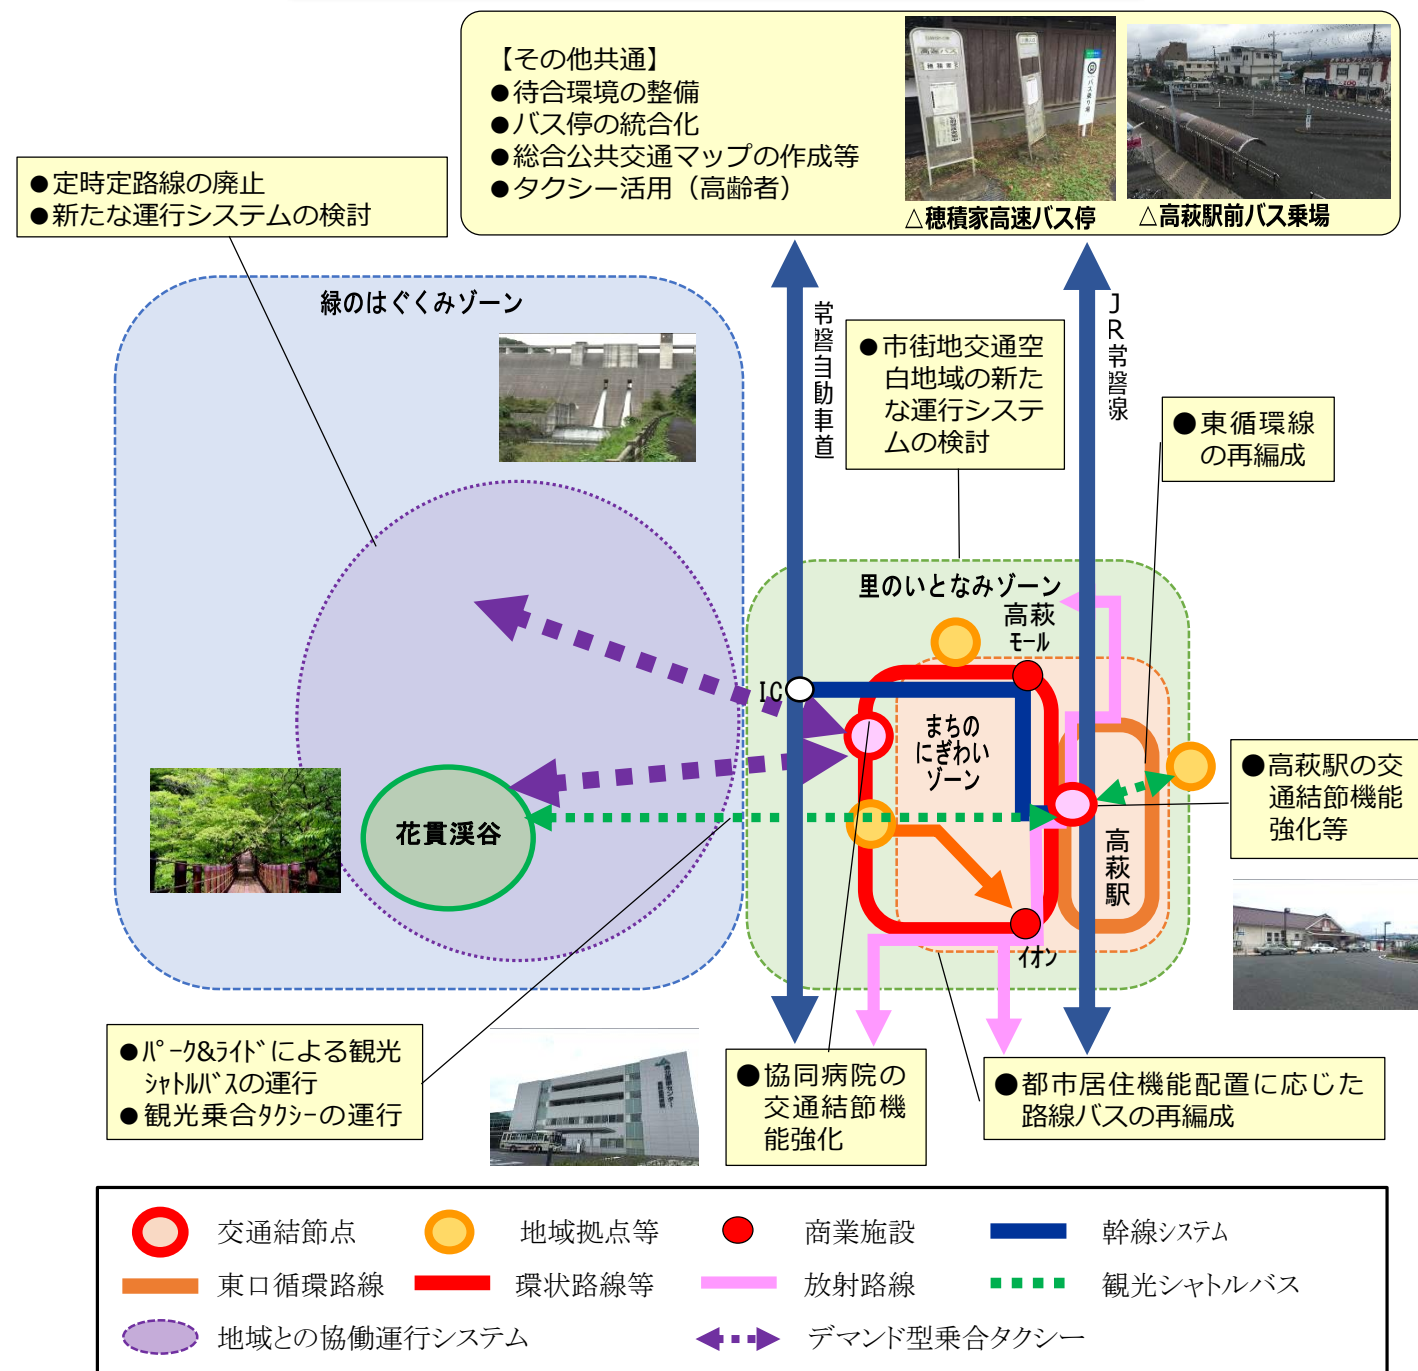 【その他共通】
●待合環境の整備
●バス停の統合化
●総合公共交通マップの作成等
●タクシー活用（高齢者）
△穂積家高速バス停
△高萩駅前バス乗場
●定時定路線の廃止
●新たな運行システムの検討
緑のはぐくみゾーン
常磐自動車道
JR常磐線
●市街地交通空
白地域の新た
な運行システ
ムの検討
●東循環線
の再編成
里のいとなみゾーン
高萩
ﾓｰﾙ
IC
まちの
にぎわい
ゾーン
●高萩駅の交
通結節機能
強化等
花貫渓谷
高萩駅
ｲｵﾝ
●ﾊﾟｰｸ&ﾗｲﾄﾞによる観光
ｼｬﾄﾙﾊﾞｽの運行
●観光乗合ﾀｸｼｰの運行
●協同病院の
交通結節機
能強化
●都市居住機能配置に応じた
路線バスの再編成
交通結節点
地域拠点等
商業施設
幹線ｼｽﾃﾑ
東口循環路線
環状路線等
放射路線
観光シャトルバス
地域との協働運行システム
デマンド型乗合タクシー